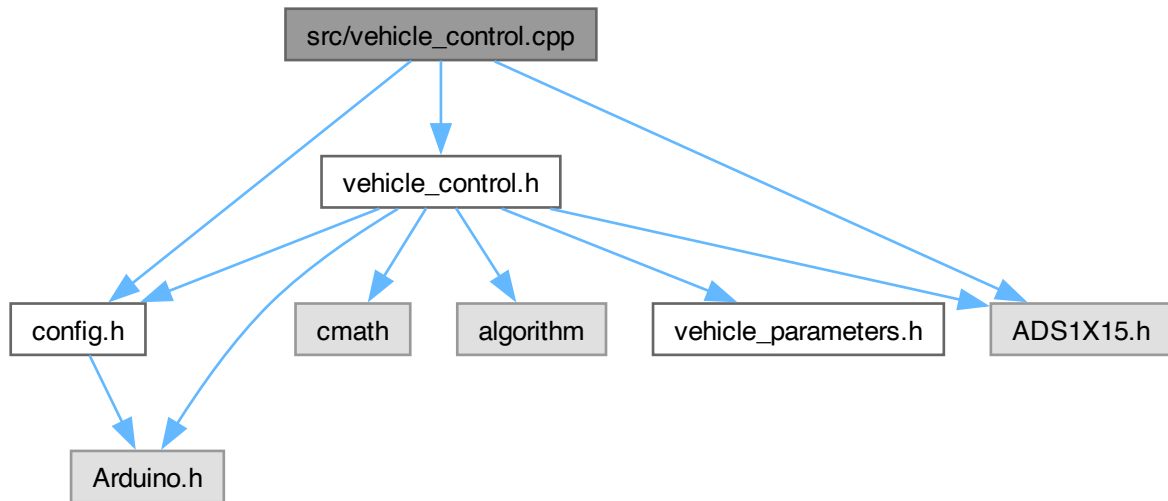 src/vehicle_control.cpp
vehicle_control.h
config.h
cmath
algorithm
vehicle_parameters.h
ADS1X15.h
Arduino.h